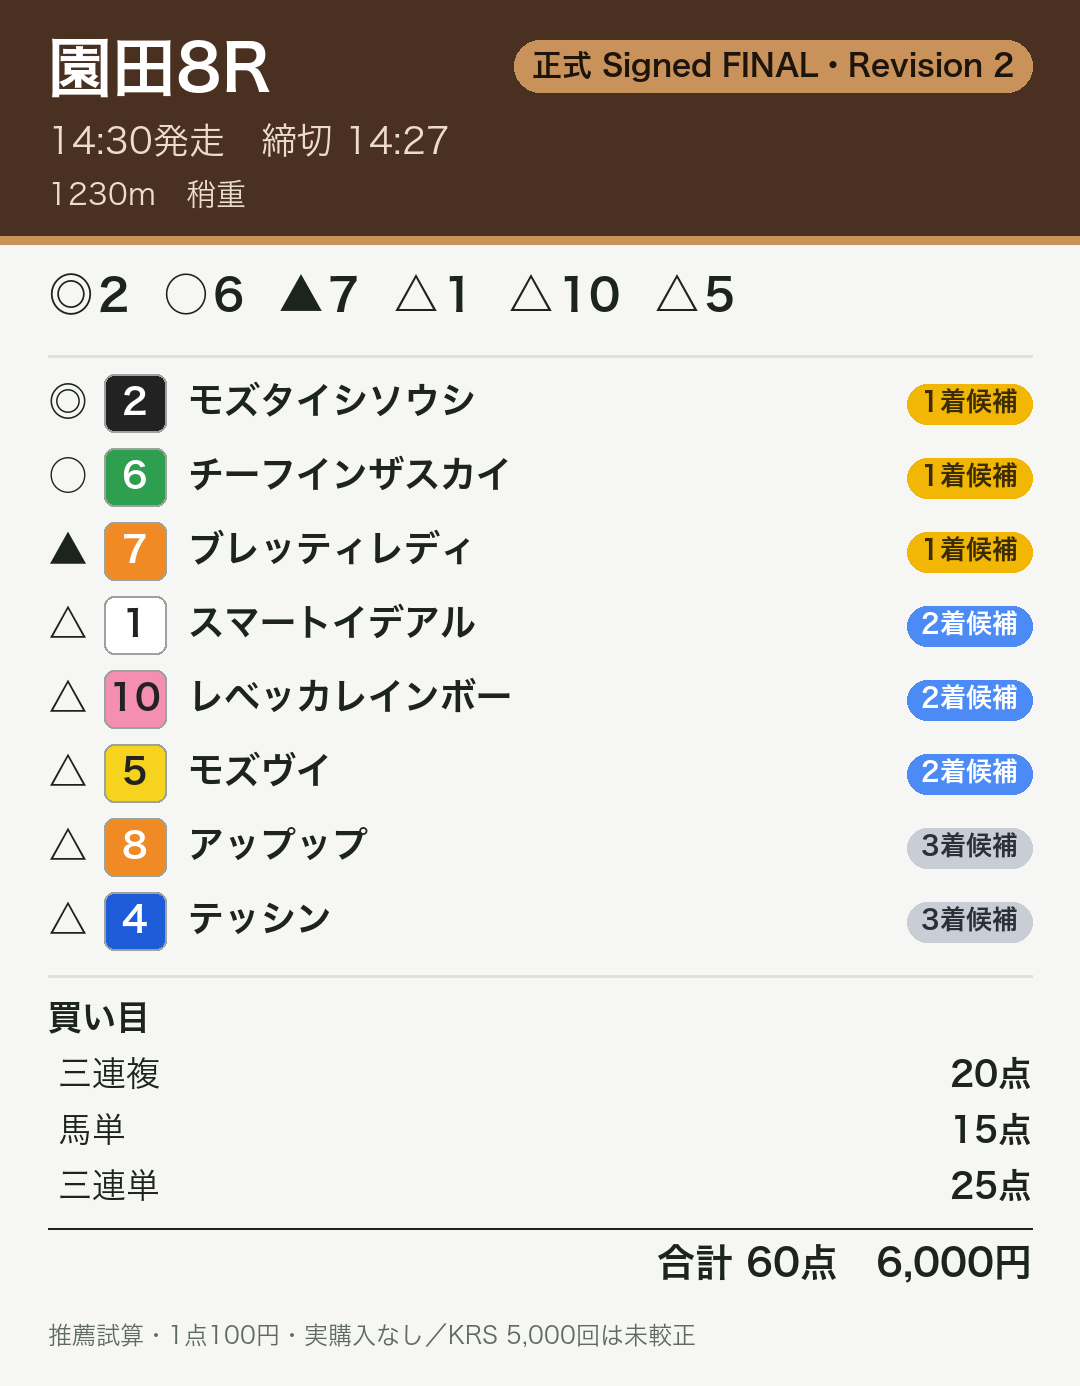 園田8R
正式 Signed FINAL・Revision 2
14:30発走　締切 14:27
1230m　稍重
◎2 ○6 ▲7 △1 △10 △5
◎ 2 モズタイシソウシ 1着候補
○ 6 チーフインザスカイ 1着候補
▲ 7 ブレッティレディ 1着候補
△ 1 スマートイデアル 2着候補
△ 10 レベッカレインボー 2着候補
△ 5 モズヴイ 2着候補
△ 8 アップップ 3着候補
△ 4 テッシン 3着候補
買い目
三連複 20点
馬単 15点
三連単 25点
合計 60点　6,000円
推薦試算・1点100円・実購入なし／KRS 5,000回は未較正